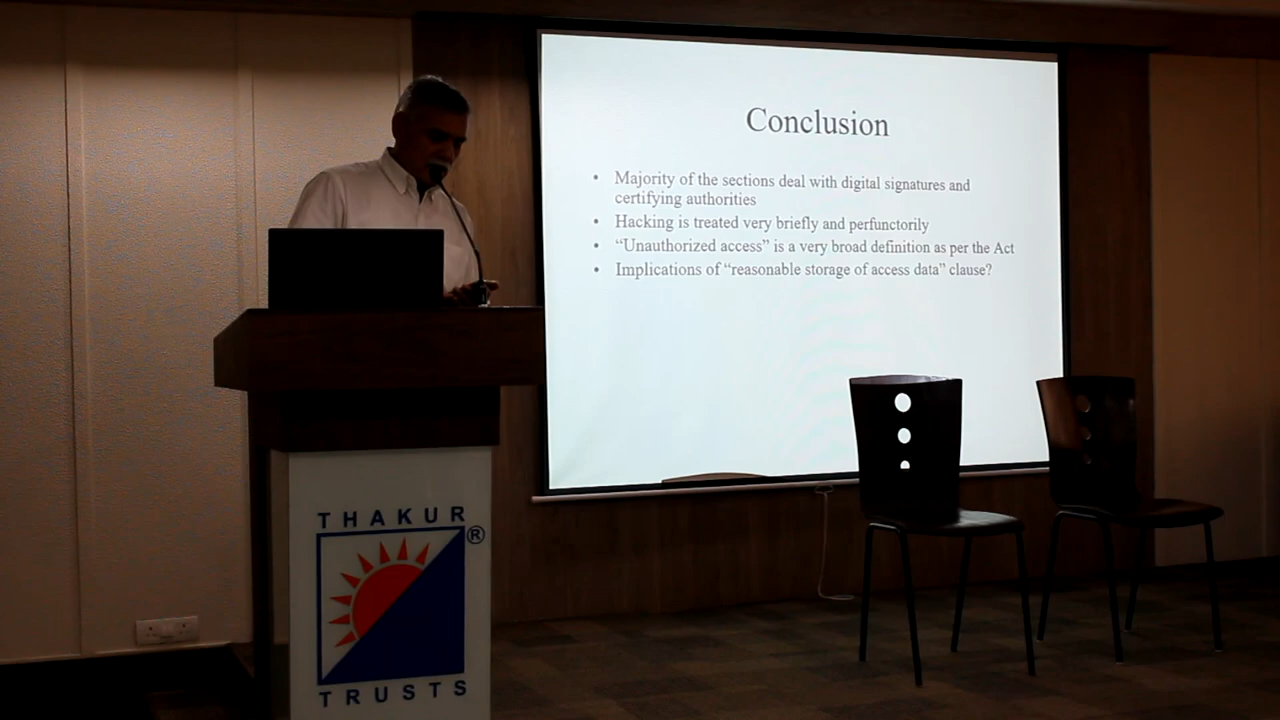 Conclusion
• Majority of the sections deal with digital signatures and
certifying authorities
• Hacking is treated very briefly and perfunctorily
• “Unauthorized access” is a very broad definition as per the Act
• Implications of “reasonable storage of access data” clause?
THAKUR
®
TRUSTS